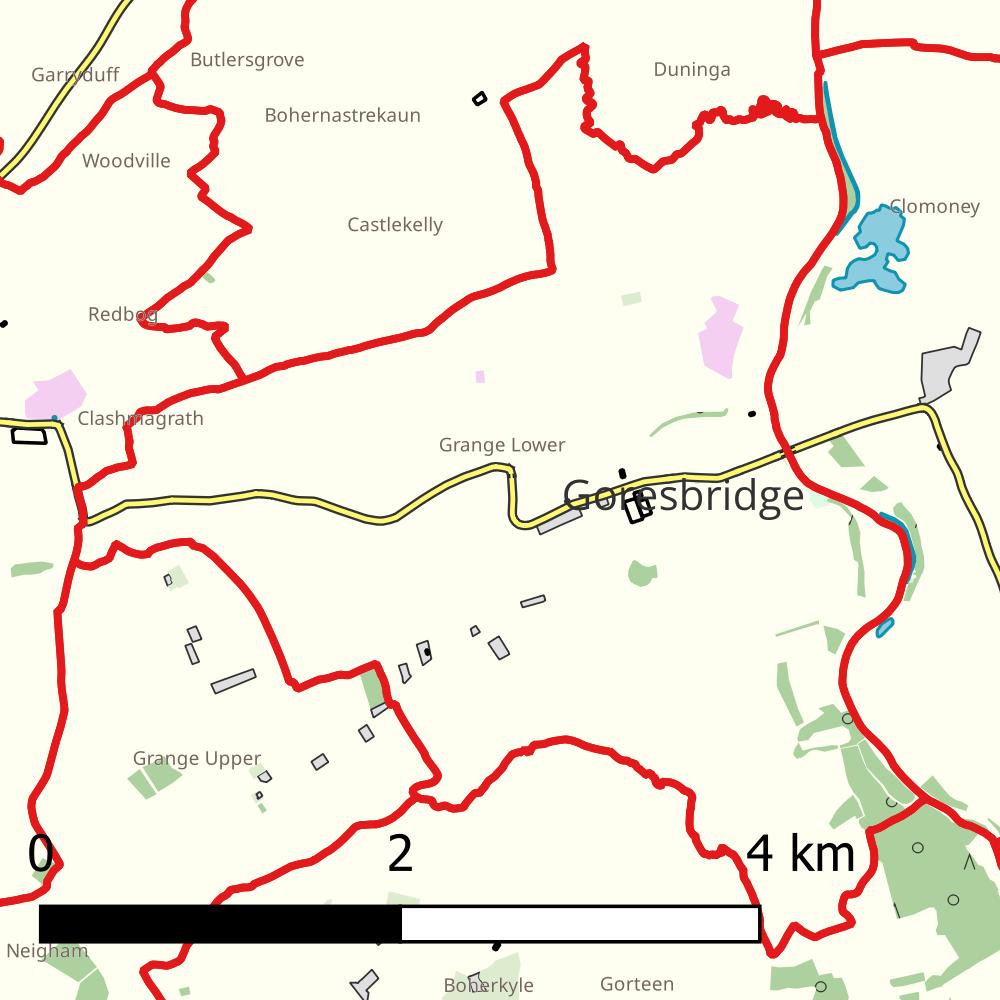 Butlersgrove
Garryduff
Duninga
Bohernastrekaun
Woodville
Clomoney
Castlekelly
Redbog
Clashmagrath
Grange Lower
Goresbridge
Grange Upper
0 2 4 km
Neigham
Boherkyle
Gorteen